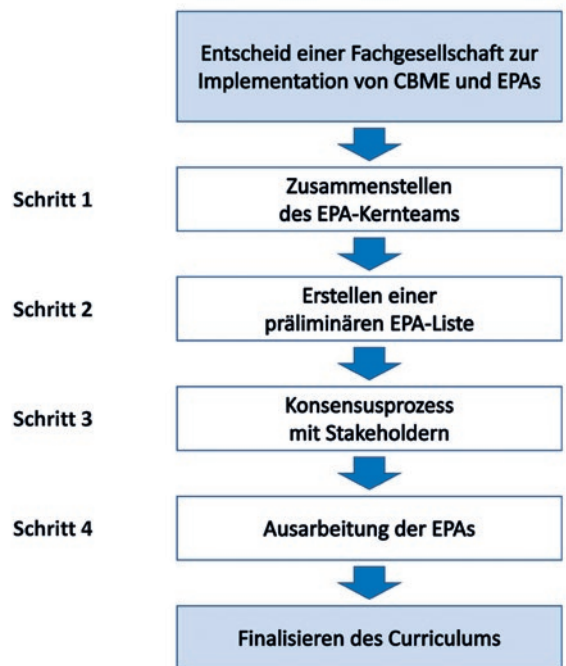 Entscheid einer Fachgesellschaft zur
Implementation von CBME und EPAs
Schritt 1
Zusammenstellen
des EPA-Kernteams
Schritt 2
Erstellen einer
präliminären EPA-Liste
Schritt 3
Konsensusprozess
mit Stakeholdern
Schritt 4
Ausarbeitung der EPAs
Finalisieren des Curriculums